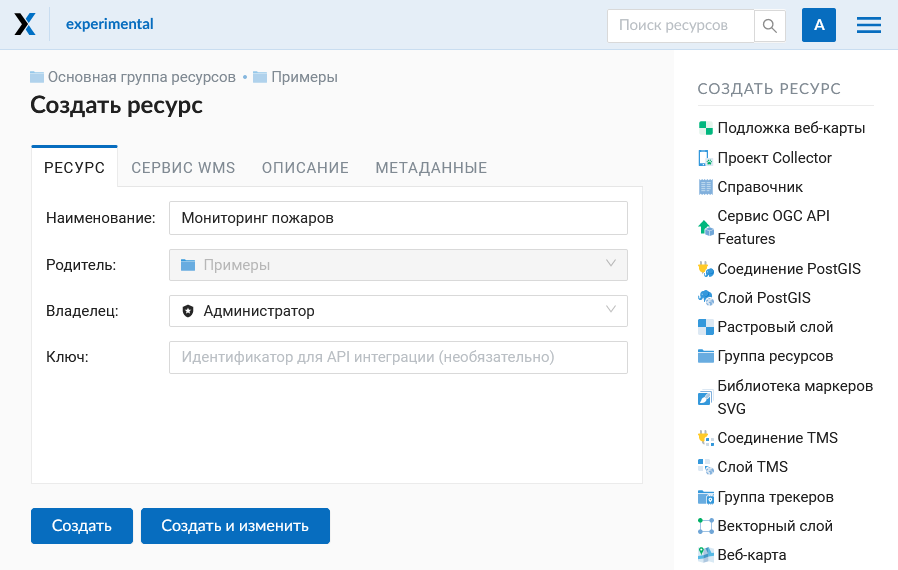 experimental
Поиск ресурсов
A
Основная группа ресурсов • Примеры
Создать ресурс
РЕСУРС СЕРВИС WMS ОПИСАНИЕ МЕТАДАННЫЕ
Наименование: Мониторинг пожаров
Родитель: Примеры
Владелец: Администратор
Ключ: Идентификатор для API интеграции (необязательно)
Создать Создать и изменить
СОЗДАТЬ РЕСУРС
Подложка веб-карты
Проект Collector
Справочник
Сервис OGC API
Features
Соединение PostGIS
Слой PostGIS
Растровый слой
Группа ресурсов
Библиотека маркеров
SVG
Соединение TMS
Слой TMS
Группа трекеров
Векторный слой
Веб-карта